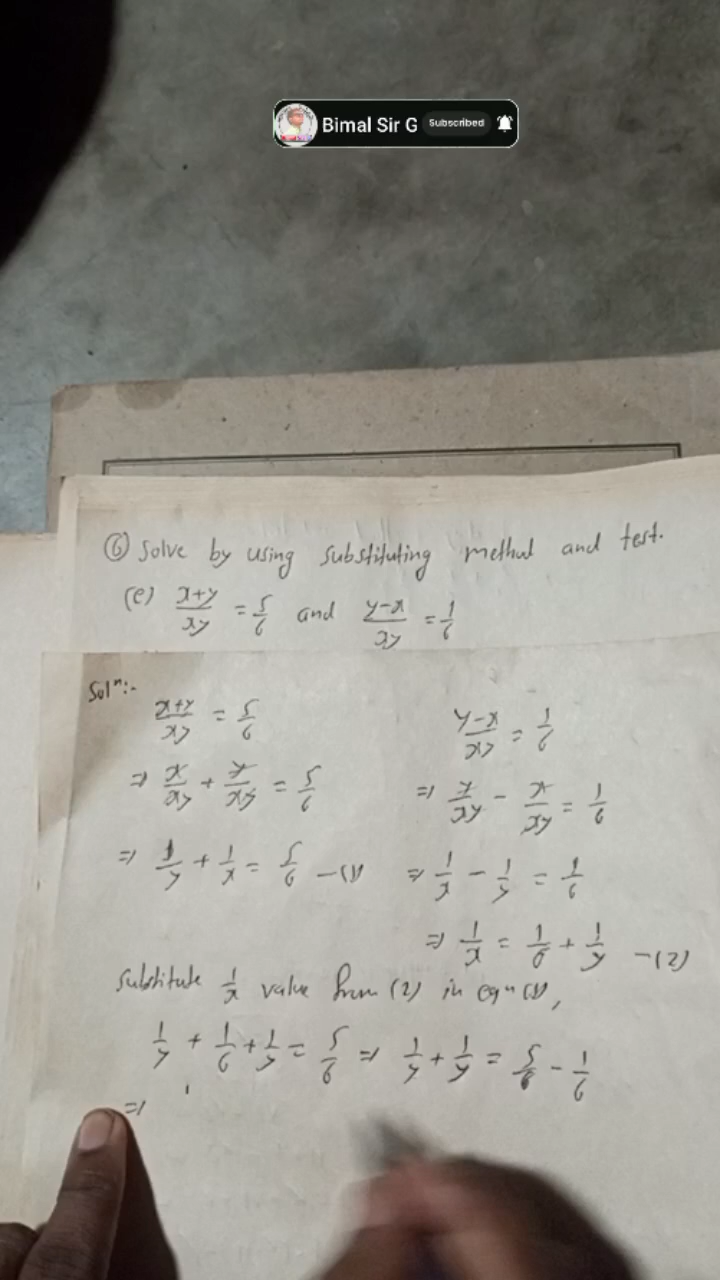 Bimal Sir G Subscribed
⑥ Solve by using substituting method and test.
(e) x+y/xy = 5/6 and y-x/xy = 1/6
Solⁿ:-
x+y/xy = 5/6 y-x/xy = 1/6
⇒ x/xy + y/xy = 5/6 ⇒ y/xy - x/xy = 1/6
⇒ 1/y + 1/x = 5/6 -(1) ⇒ 1/x - 1/y = 1/6
⇒ 1/x = 1/6 + 1/y -(2)
Substitute 1/x value from (2) in eqn (1),
1/y + 1/6 + 1/y = 5/6 ⇒ 1/y + 1/y = 5/6 - 1/6
⇒